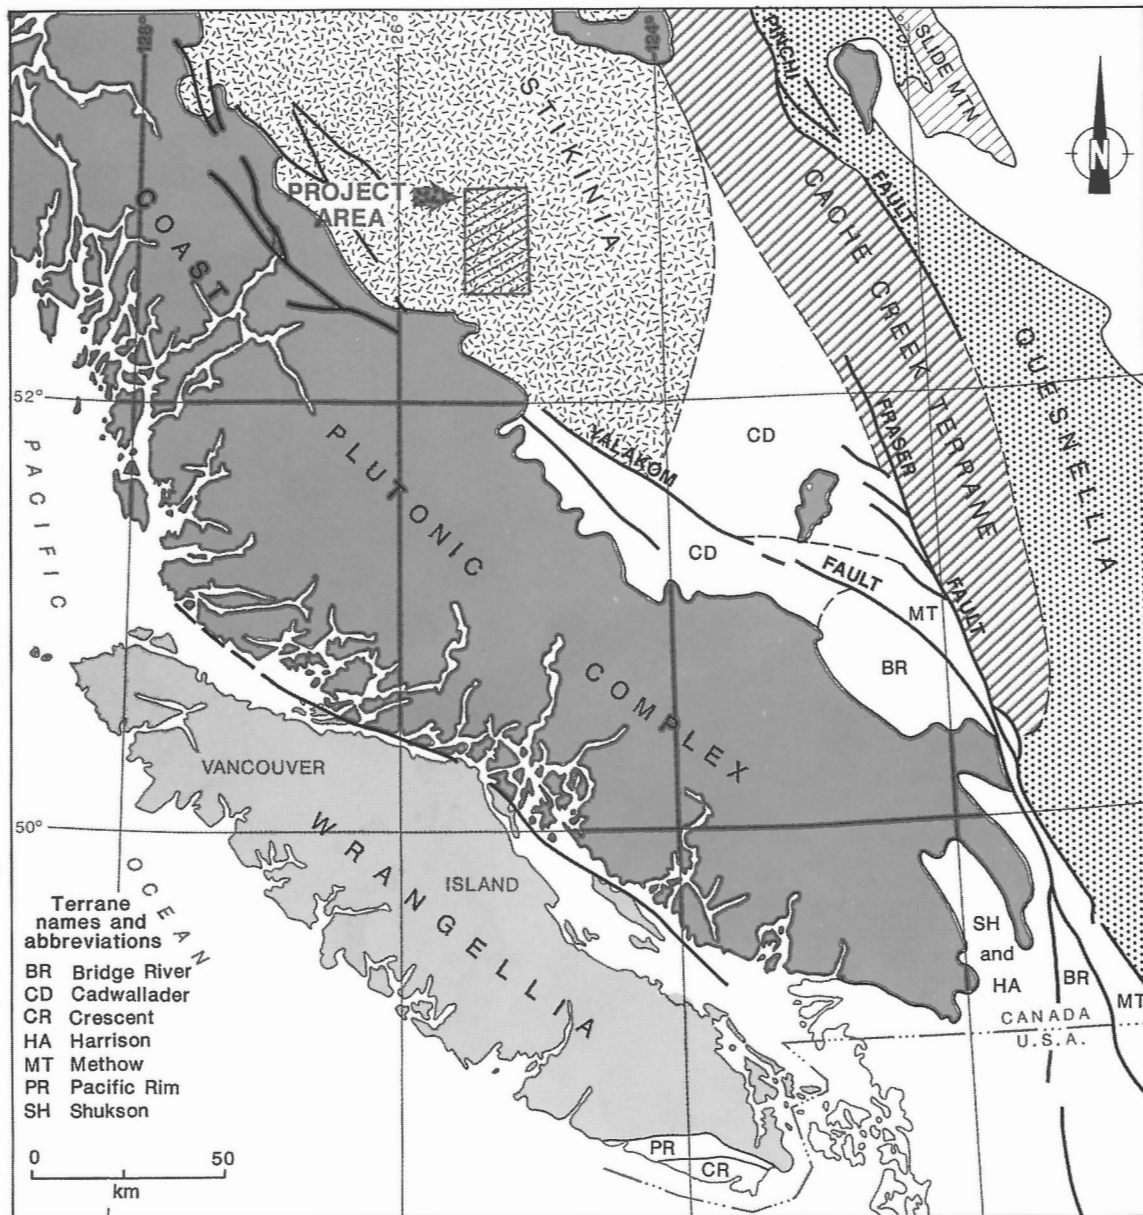 128°
126°
124°
PINCHI
SLIDE MTN
STIKINIA
N
PROJECT
AREA
COAST
CACHE CREEK TERRANE
FAULT
QUESNELLIA
52°
PACIFIC
PLUTONIC
YALAKOM
CD
FRASER
CD
FAULT
MT
FAULT
BR
COMPLEX
VANCOUVER
WRANGELLIA
50°
ISLAND
OCEAN
SH
and
HA
BR
MT
CANADA
U.S.A.
PR
CR
Terrane
names and
abbreviations
BR Bridge River
CD Cadwallader
CR Crescent
HA Harrison
MT Methow
PR Pacific Rim
SH Shukson
0 50
km